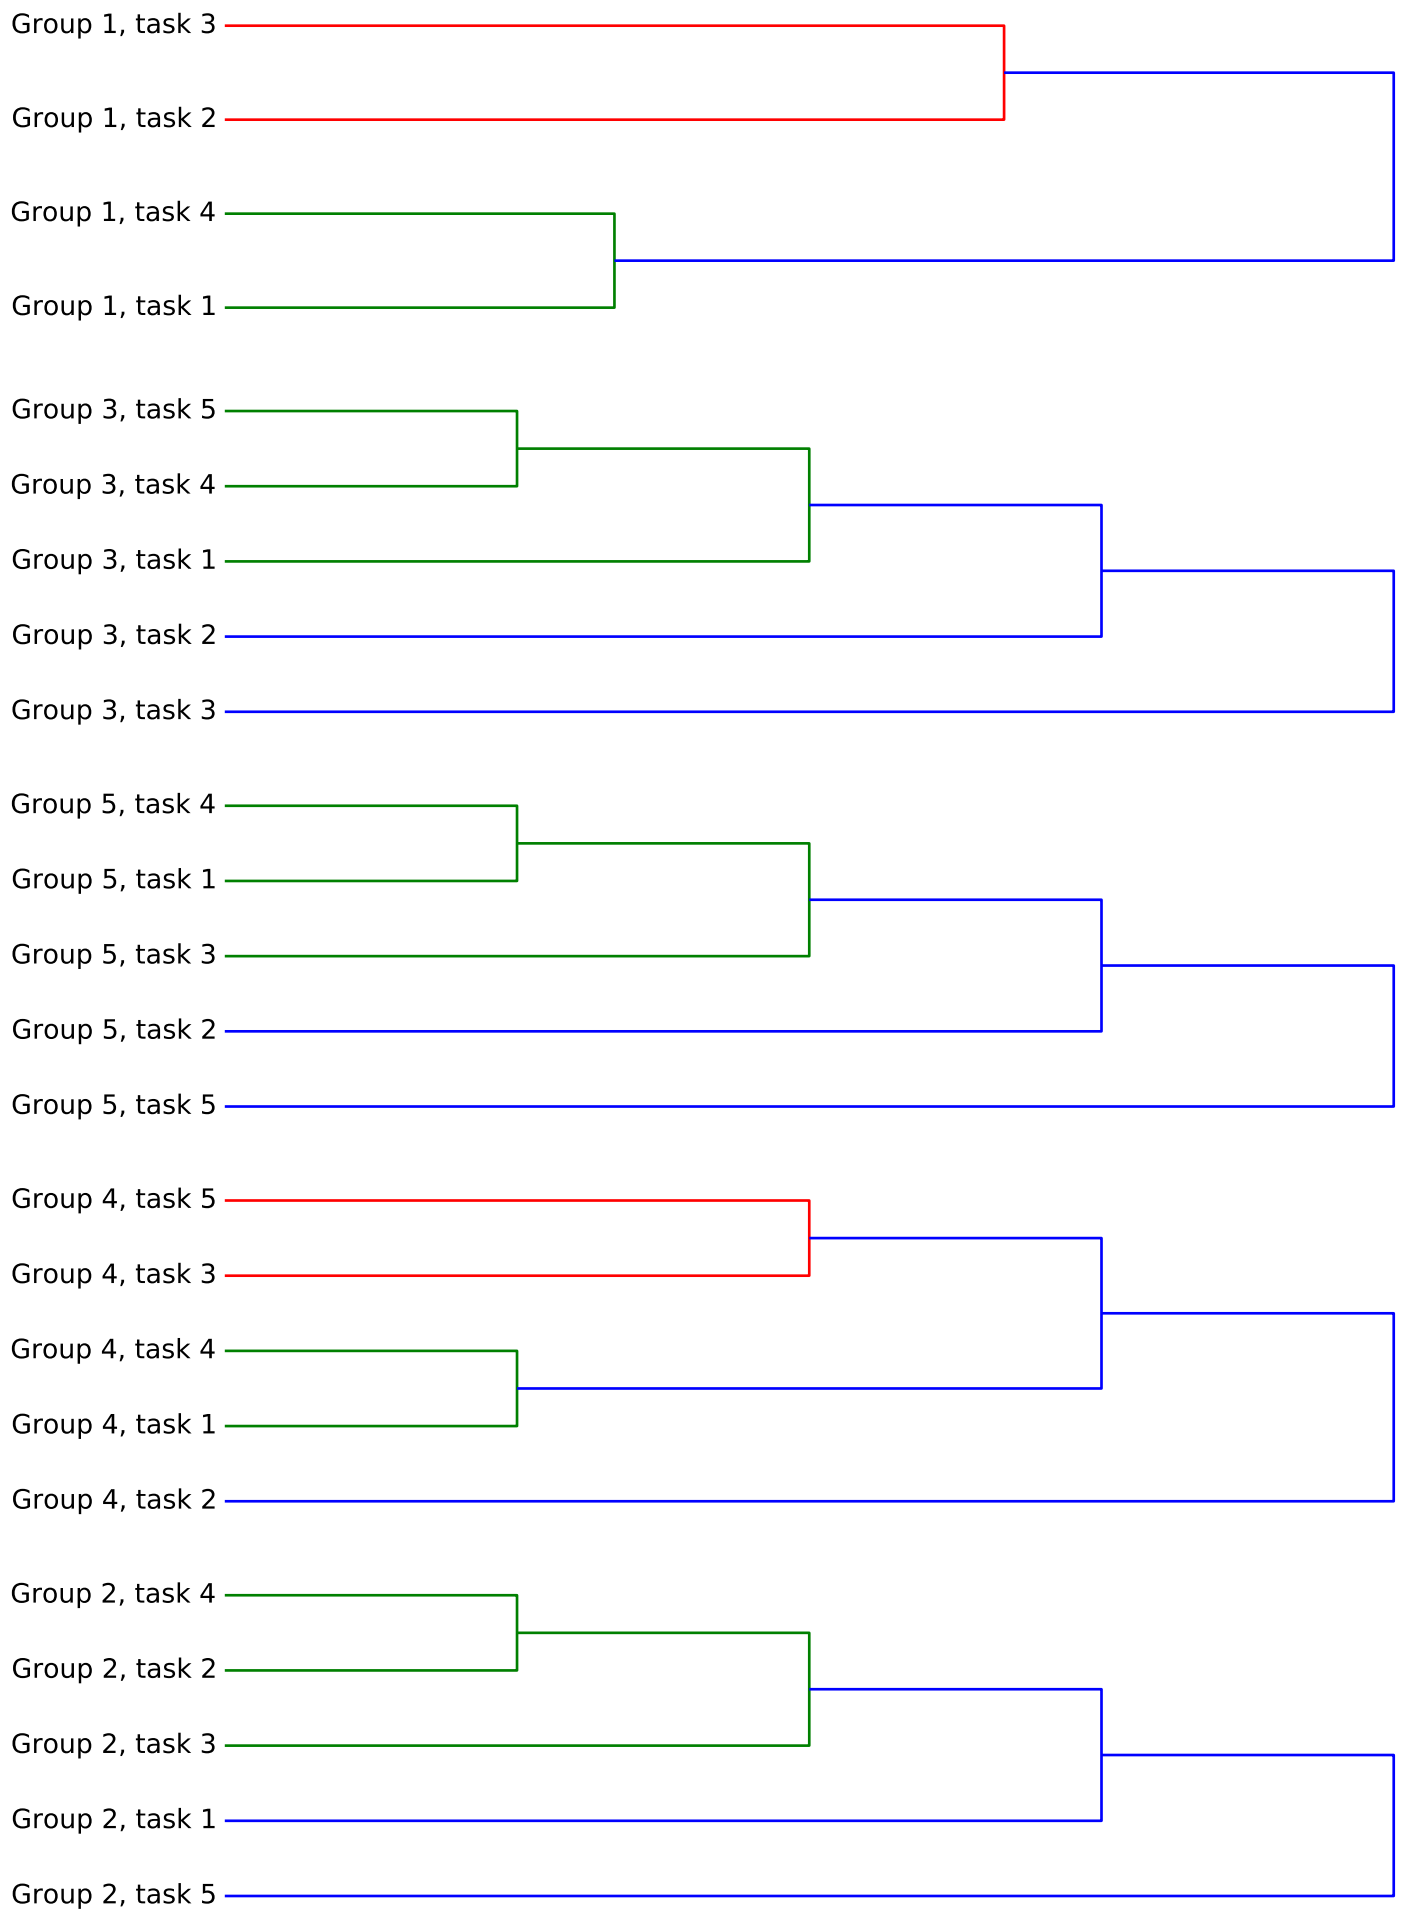 Group 1, task 3
Group 1, task 2
Group 1, task 4
Group 1, task 1
Group 3, task 5
Group 3, task 4
Group 3, task 1
Group 3, task 2
Group 3, task 3
Group 5, task 4
Group 5, task 1
Group 5, task 3
Group 5, task 2
Group 5, task 5
Group 4, task 5
Group 4, task 3
Group 4, task 4
Group 4, task 1
Group 4, task 2
Group 2, task 4
Group 2, task 2
Group 2, task 3
Group 2, task 1
Group 2, task 5